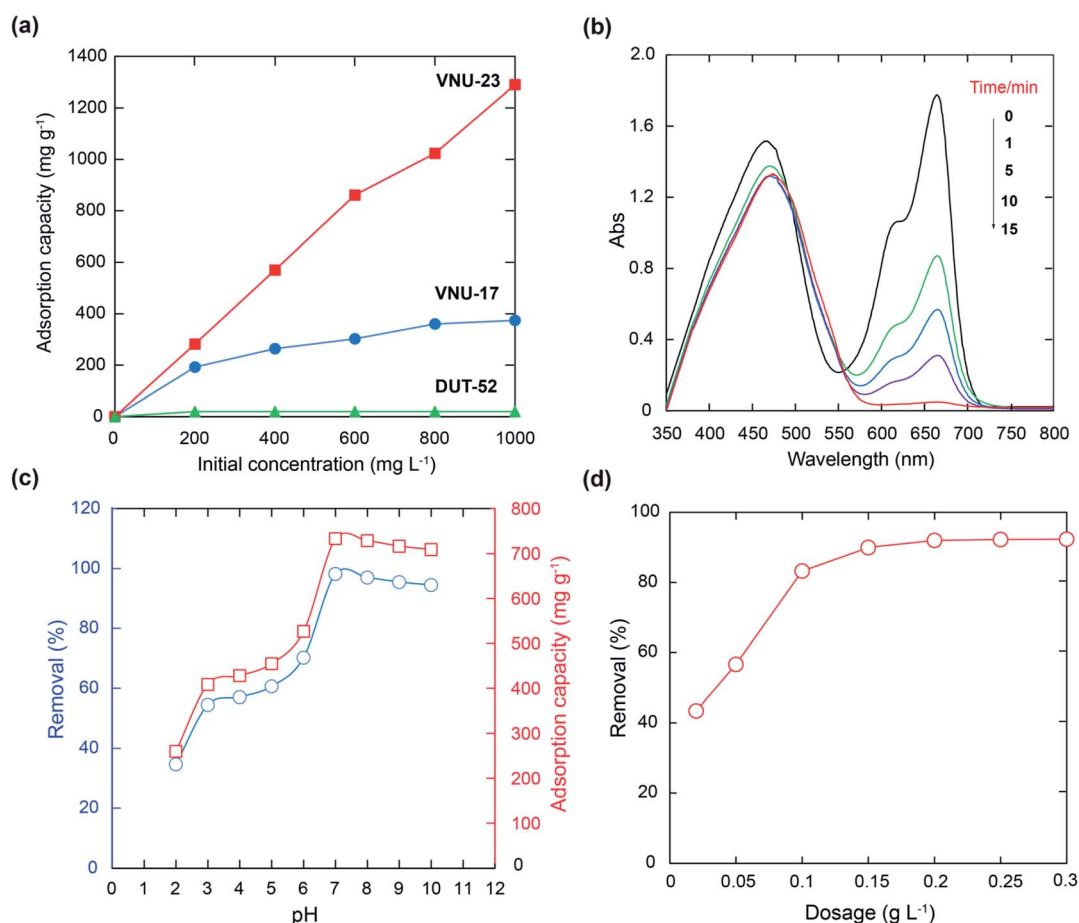 (a)
1400
1200
1000
800
600
400
200
0
Adsorption capacity (mg g-1)
VNU-23
VNU-17
DUT-52
0 200 400 600 800 1000
Initial concentration (mg L-1)
(b)
2.0
1.6
1.2
0.8
0.4
0
Abs
Time/min
0
1
5
10
15
350 400 450 500 550 600 650 700 750 800
Wavelength (nm)
(c)
120
100
80
60
40
20
0
Removal (%)
800
700
600
500
400
300
200
100
0
Adsorption capacity (mg g-1)
0 1 2 3 4 5 6 7 8 9 10 11 12
pH
(d)
100
80
60
40
20
0
Removal (%)
0 0.05 0.1 0.15 0.2 0.25 0.3
Dosage (g L-1)